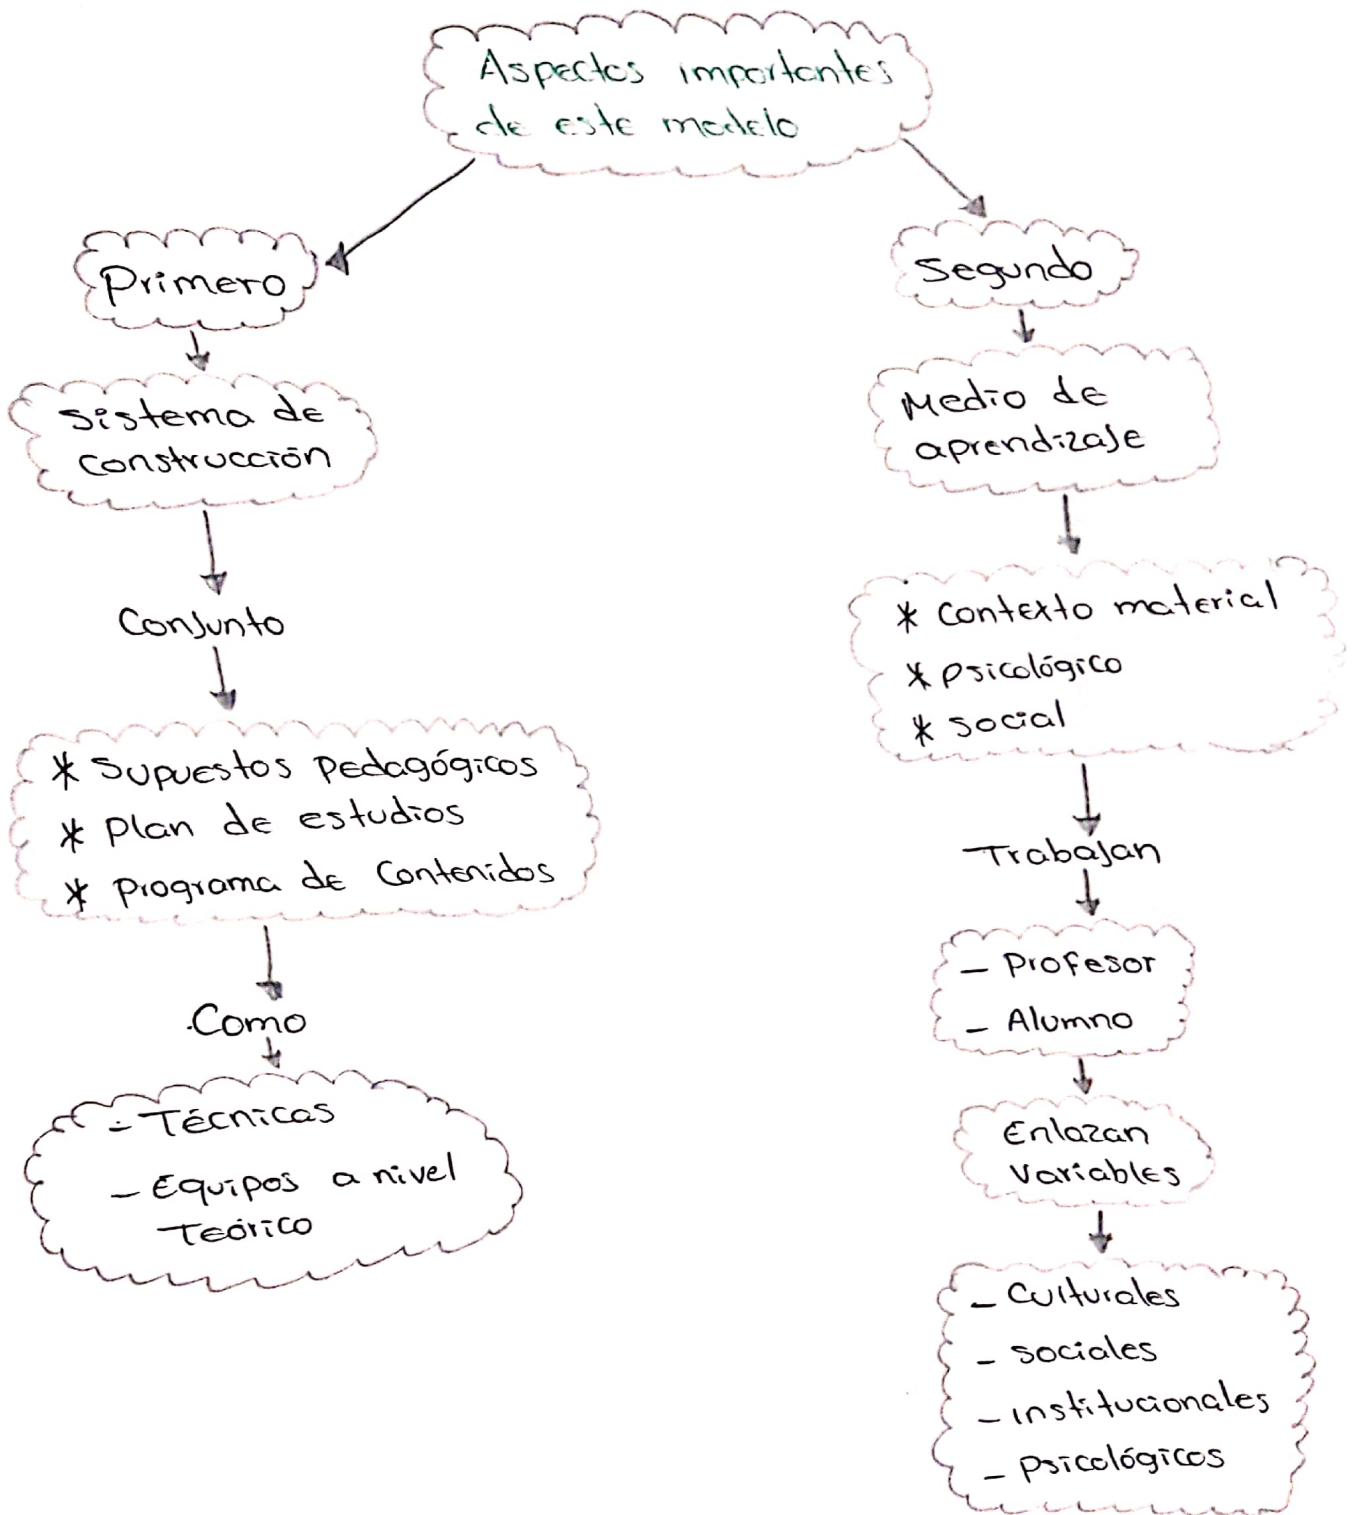 Aspectos importantes
de este modelo
Primero
Sistema de
Construcción
Conjunto
* Supuestos Pedagógicos
* Plan de estudios
* Programa de Contenidos
Como
- Técnicas
- Equipos a nivel
Teórico
Segundo
Medio de
aprendizaje
* Contexto material
* Psicológico
* Social
Trabajan
- Profesor
- Alumno
Enlazan
Variables
- Culturales
- Sociales
- Institucionales
- Psicológicos